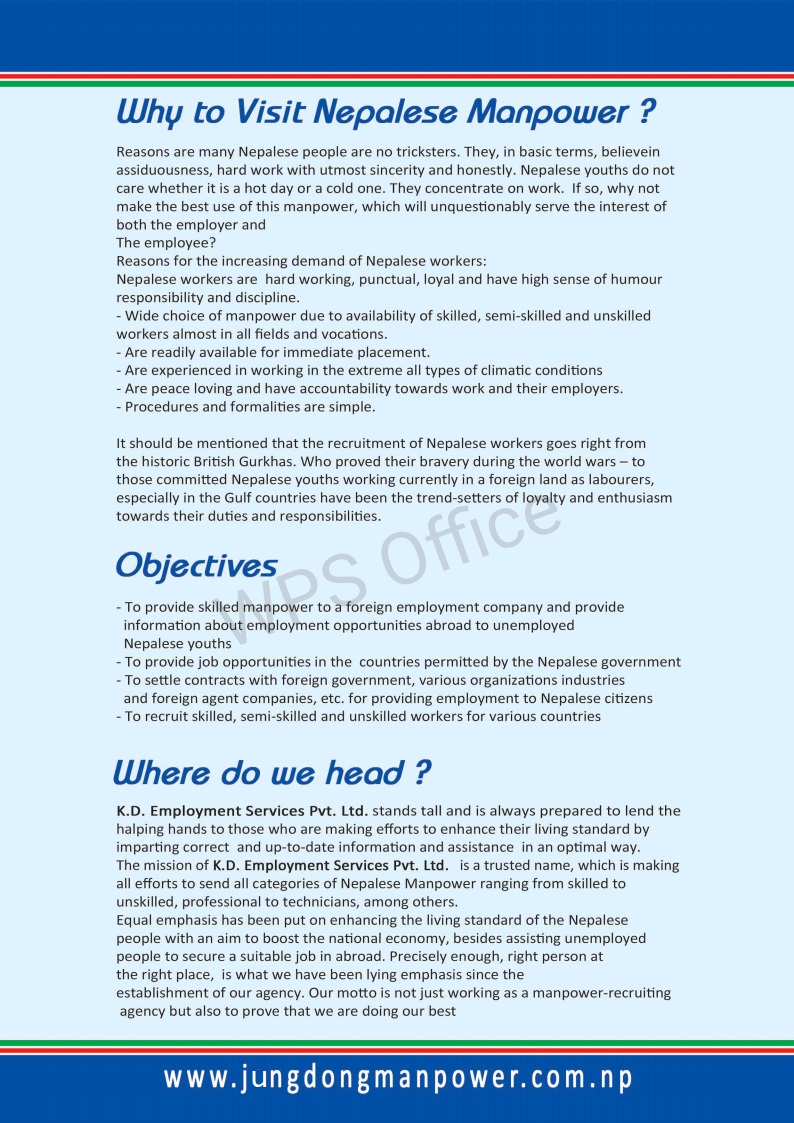 Why to Visit Nepalese Manpower ?
Reasons are many Nepalese people are no tricksters. They, in basic terms, believein
assiduousness, hard work with utmost sincerity and honestly. Nepalese youths do not
care whether it is a hot day or a cold one. They concentrate on work.  If so, why not
make the best use of this manpower, which will unquestionably serve the interest of
both the employer and
The employee?
Reasons for the increasing demand of Nepalese workers:
Nepalese workers are  hard working, punctual, loyal and have high sense of humour
responsibility and discipline.
- Wide choice of manpower due to availability of skilled, semi-skilled and unskilled
workers almost in all fields and vocations.
- Are readily available for immediate placement.
- Are experienced in working in the extreme all types of climatic conditions
- Are peace loving and have accountability towards work and their employers.
- Procedures and formalities are simple.
It should be mentioned that the recruitment of Nepalese workers goes right from
the historic British Gurkhas. Who proved their bravery during the world wars – to
those committed Nepalese youths working currently in a foreign land as labourers,
especially in the Gulf countries have been the trend-setters of loyalty and enthusiasm
towards their duties and responsibilities.
WPS Office
Objectives
- To provide skilled manpower to a foreign employment company and provide
information about employment opportunities abroad to unemployed
Nepalese youths
- To provide job opportunities in the  countries permitted by the Nepalese government
- To settle contracts with foreign government, various organizations industries
and foreign agent companies, etc. for providing employment to Nepalese citizens
- To recruit skilled, semi-skilled and unskilled workers for various countries
Where do we head ?
K.D. Employment Services Pvt. Ltd. stands tall and is always prepared to lend the
halping hands to those who are making efforts to enhance their living standard by
imparting correct  and up-to-date information and assistance  in an optimal way.
The mission of K.D. Employment Services Pvt. Ltd.  is a trusted name, which is making
all efforts to send all categories of Nepalese Manpower ranging from skilled to
unskilled, professional to technicians, among others.
Equal emphasis has been put on enhancing the living standard of the Nepalese
people with an aim to boost the national economy, besides assisting unemployed
people to secure a suitable job in abroad. Precisely enough, right person at
the right place,  is what we have been lying emphasis since the
establishment of our agency. Our motto is not just working as a manpower-recruiting
agency but also to prove that we are doing our best
www.jungdongmanpower.com.np